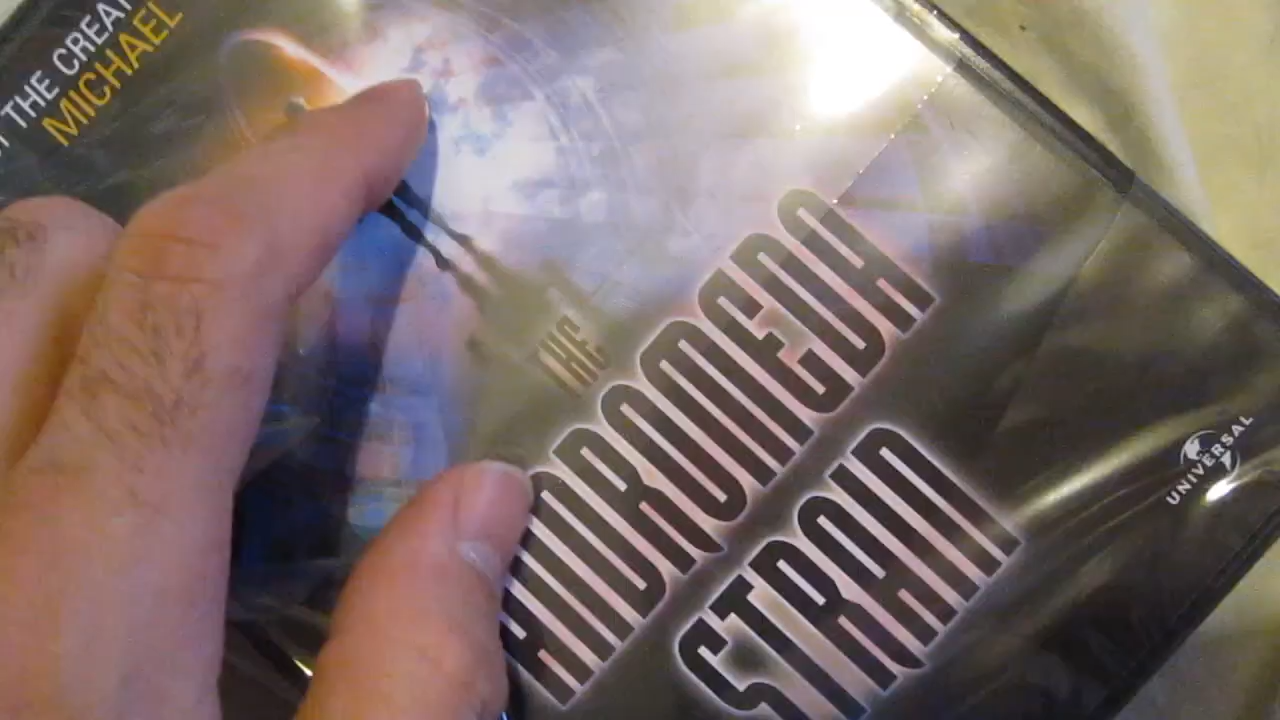 THE CREAT
MICHAEL
THE
ANDROMEDA
STRAIN
UNIVERSAL